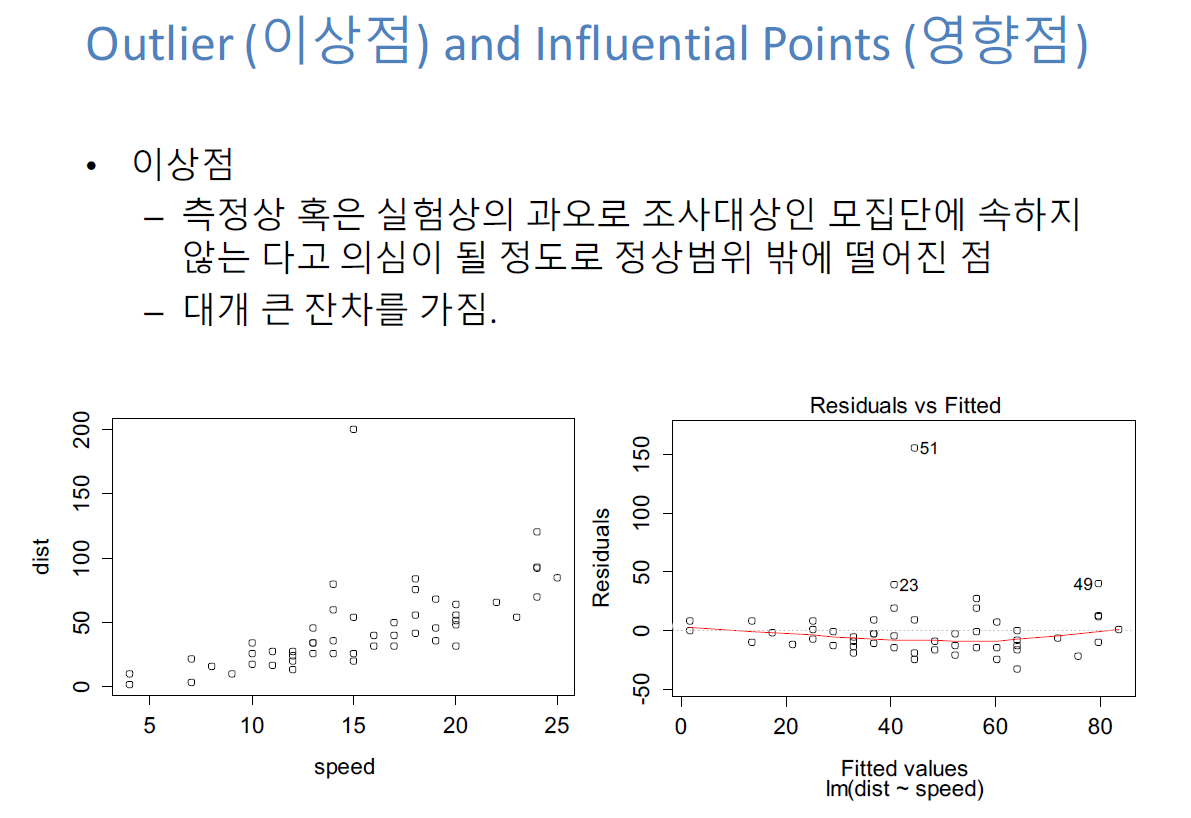 Outlier (이상점) and Influential Points (영향점)
• 이상점
– 측정상 혹은 실험상의 과오로 조사대상인 모집단에 속하지
않는 다고 의심이 될 정도로 정상범위 밖에 떨어진 점
– 대개 큰 잔차를 가짐.
dist
0
50
100
150
200
5
10
15
20
25
speed
Residuals vs Fitted
Residuals
-50
0
50
100
150
51
23
49
0
20
40
60
80
Fitted values
lm(dist ~ speed)